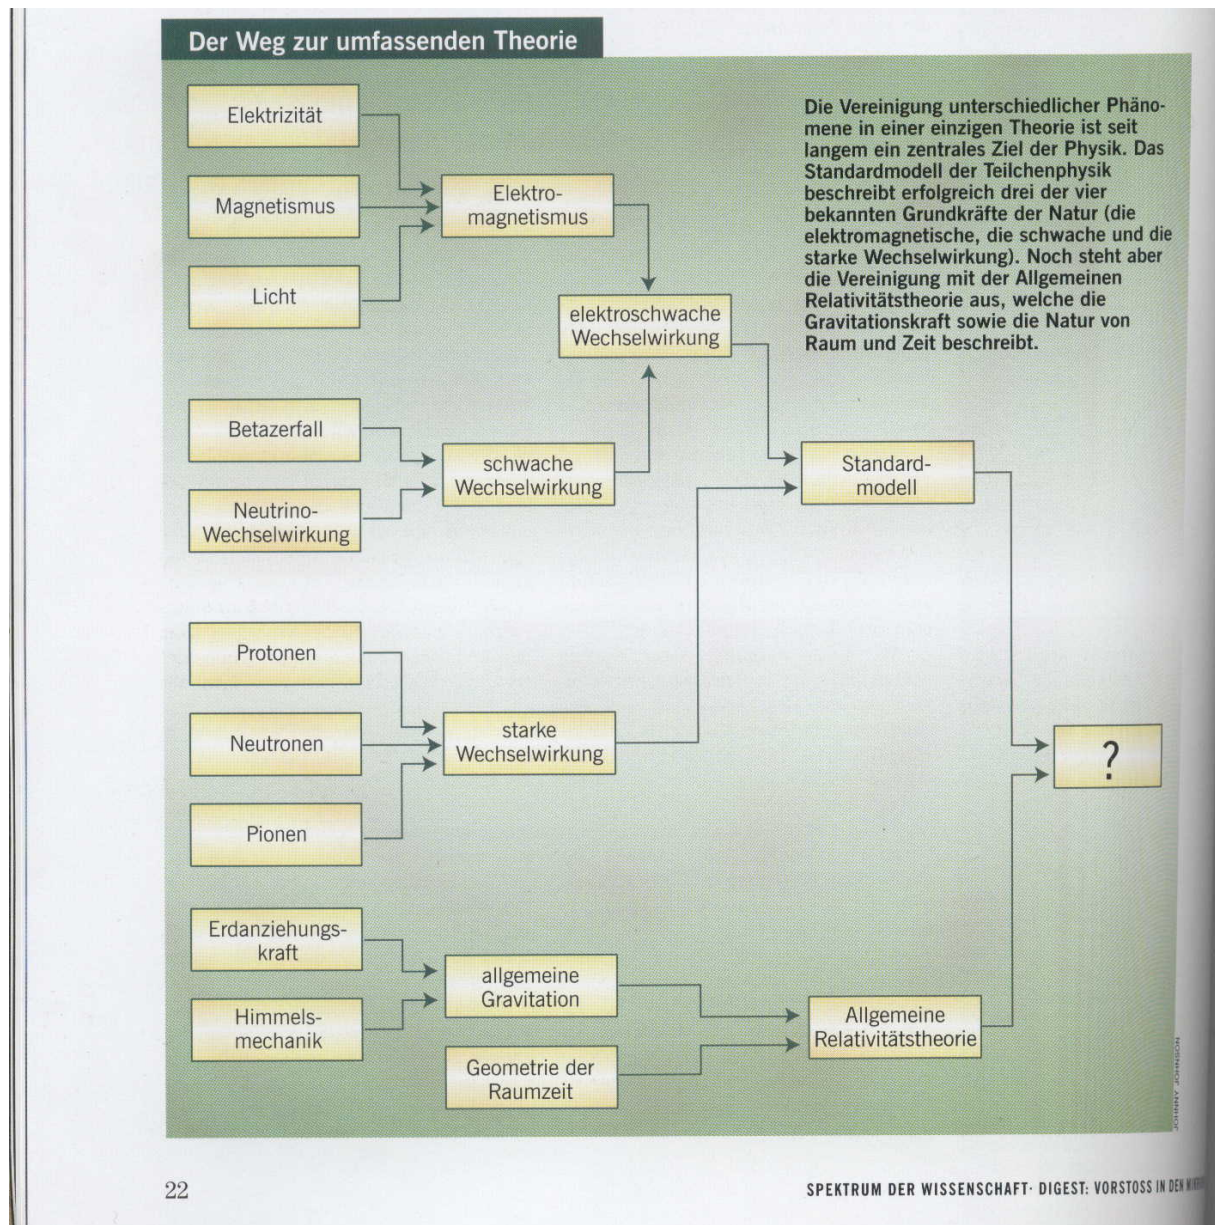 Der Weg zur umfassenden Theorie
Elektrizität
Magnetismus
Licht
Elektro-
magnetismus
elektroschwache
Wechselwirkung
Die Vereinigung unterschiedlicher Phäno-
mene in einer einzigen Theorie ist seit
langem ein zentrales Ziel der Physik. Das
Standardmodell der Teilchenphysik
beschreibt erfolgreich drei der vier
bekannten Grundkräfte der Natur (die
elektromagnetische, die schwache und die
starke Wechselwirkung). Noch steht aber
die Vereinigung mit der Allgemeinen
Relativitätstheorie aus, welche die
Gravitationskraft sowie die Natur von
Raum und Zeit beschreibt.
Betazerfall
Neutrino-
Wechselwirkung
schwache
Wechselwirkung
Standard-
modell
Protonen
Neutronen
Pionen
starke
Wechselwirkung
?
Erdanziehungs-
kraft
Himmels-
mechanik
allgemeine
Gravitation
Geometrie der
Raumzeit
Allgemeine
Relativitätstheorie
JOHNNY JOHNSON
22
SPEKTRUM DER WISSENSCHAFT · DIGEST: VORSTOSS IN DEN